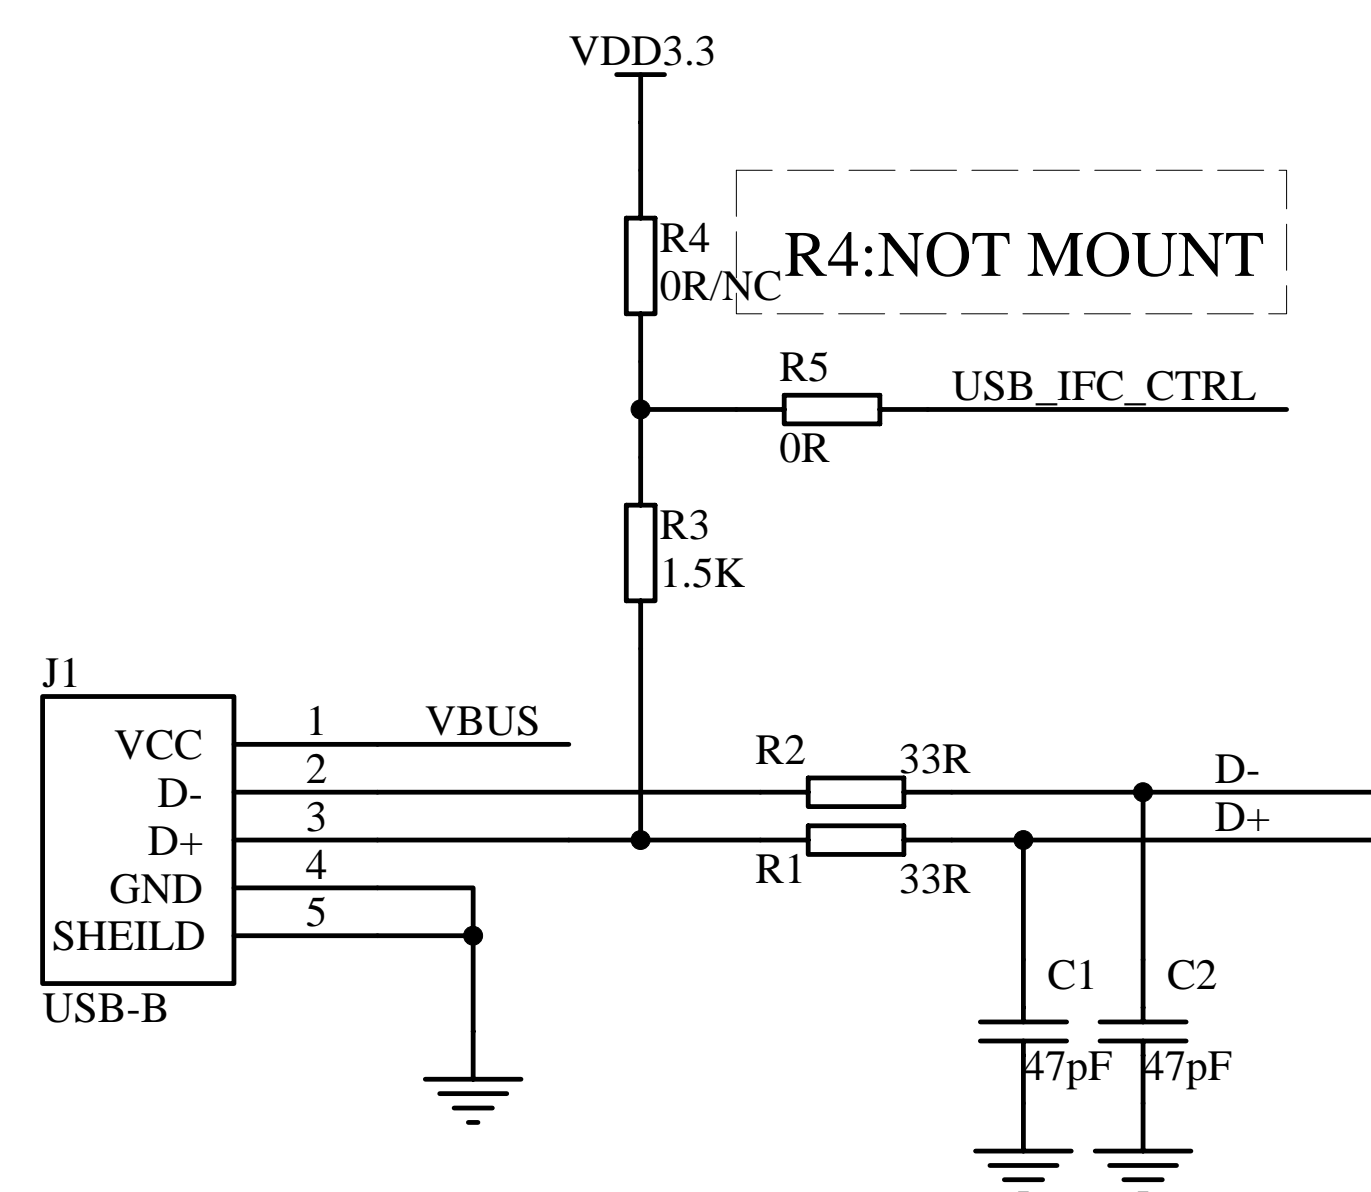 VDD3.3
R4
0R/NC
R4:NOT MOUNT
R5
USB_IFC_CTRL
0R
R3
1.5K
J1
VCC
1
VBUS
D-
2
D+
3
GND
4
SHEILD
5
USB-B
R2
33R
D-
R1
33R
D+
C1
47pF
C2
47pF